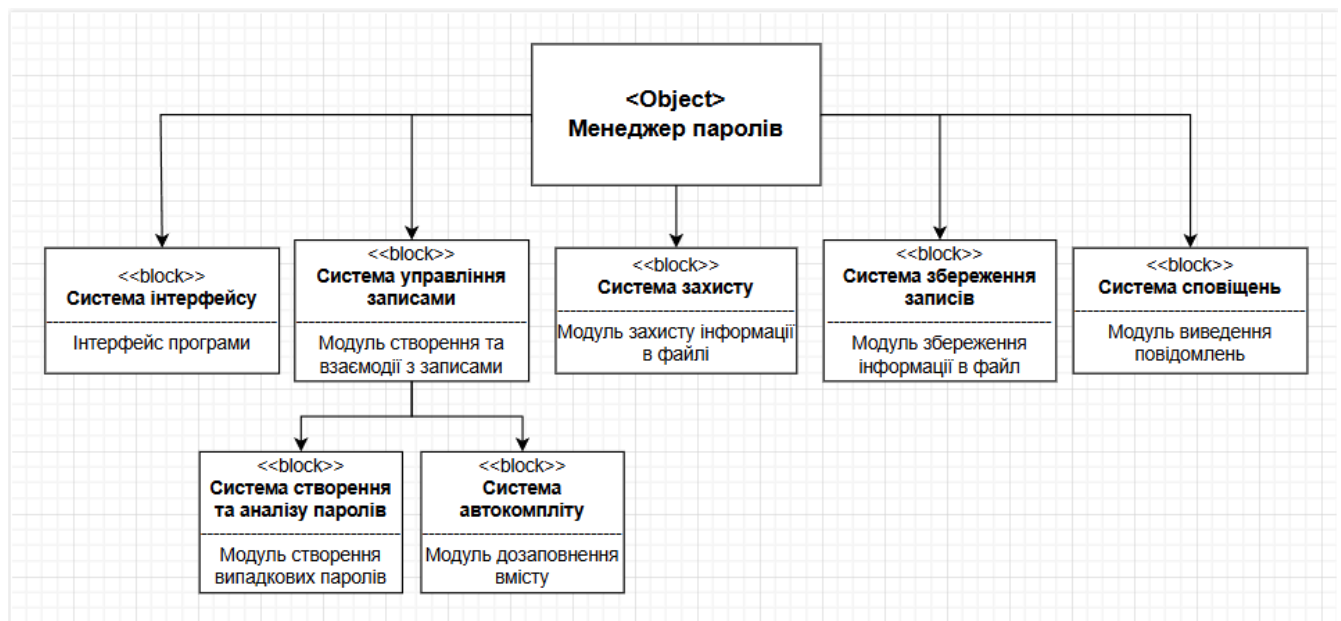 <Object>
Менеджер паролів
<<block>>
Система інтерфейсу
Інтерфейс програми
<<block>>
Система управління
записами
Модуль створення та
взаємодії з записами
<<block>>
Система захисту
Модуль захисту інформації
в файлі
<<block>>
Система збереження
записів
Модуль збереження
інформації в файл
<<block>>
Система сповіщень
Модуль виведення
повідомлень
<<block>>
Система створення
та аналізу паролів
Модуль створення
випадкових паролів
<<block>>
Система
автокомпліту
Модуль дозаповнення
вмісту